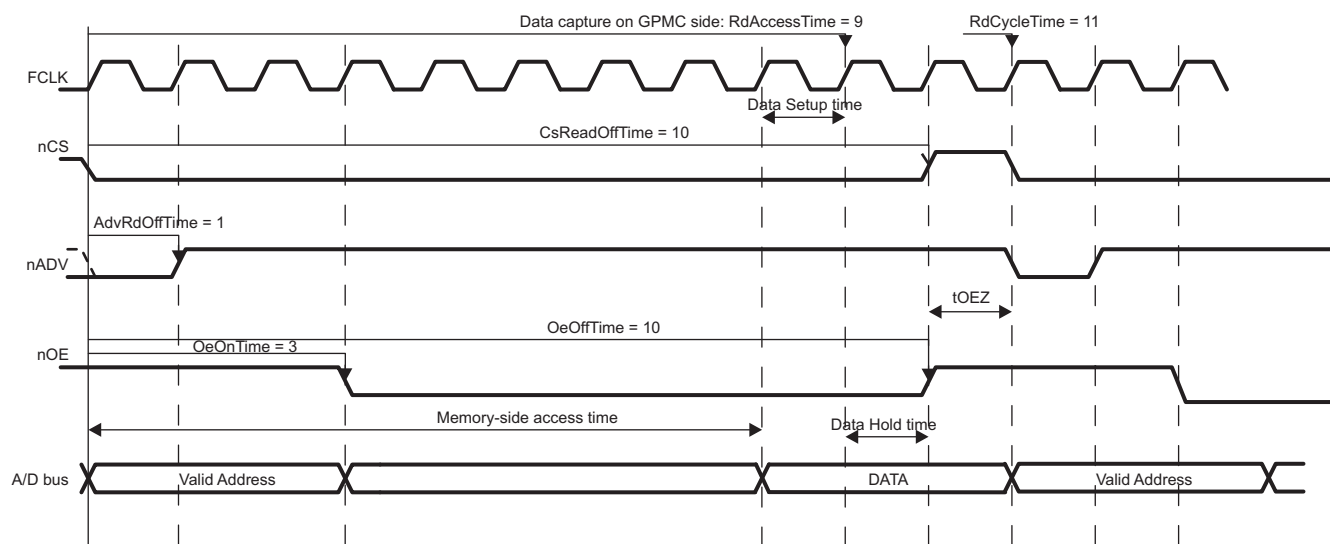 Data capture on GPMC side: RdAccessTime = 9
RdCycleTime = 11
FCLK
Data Setup time
CsReadOffTime = 10
nCS
AdvRdOffTime = 1
nADV
tOEZ
OeOffTime = 10
OeOnTime = 3
nOE
Memory-side access time
Data Hold time
A/D bus
Valid Address
DATA
Valid Address